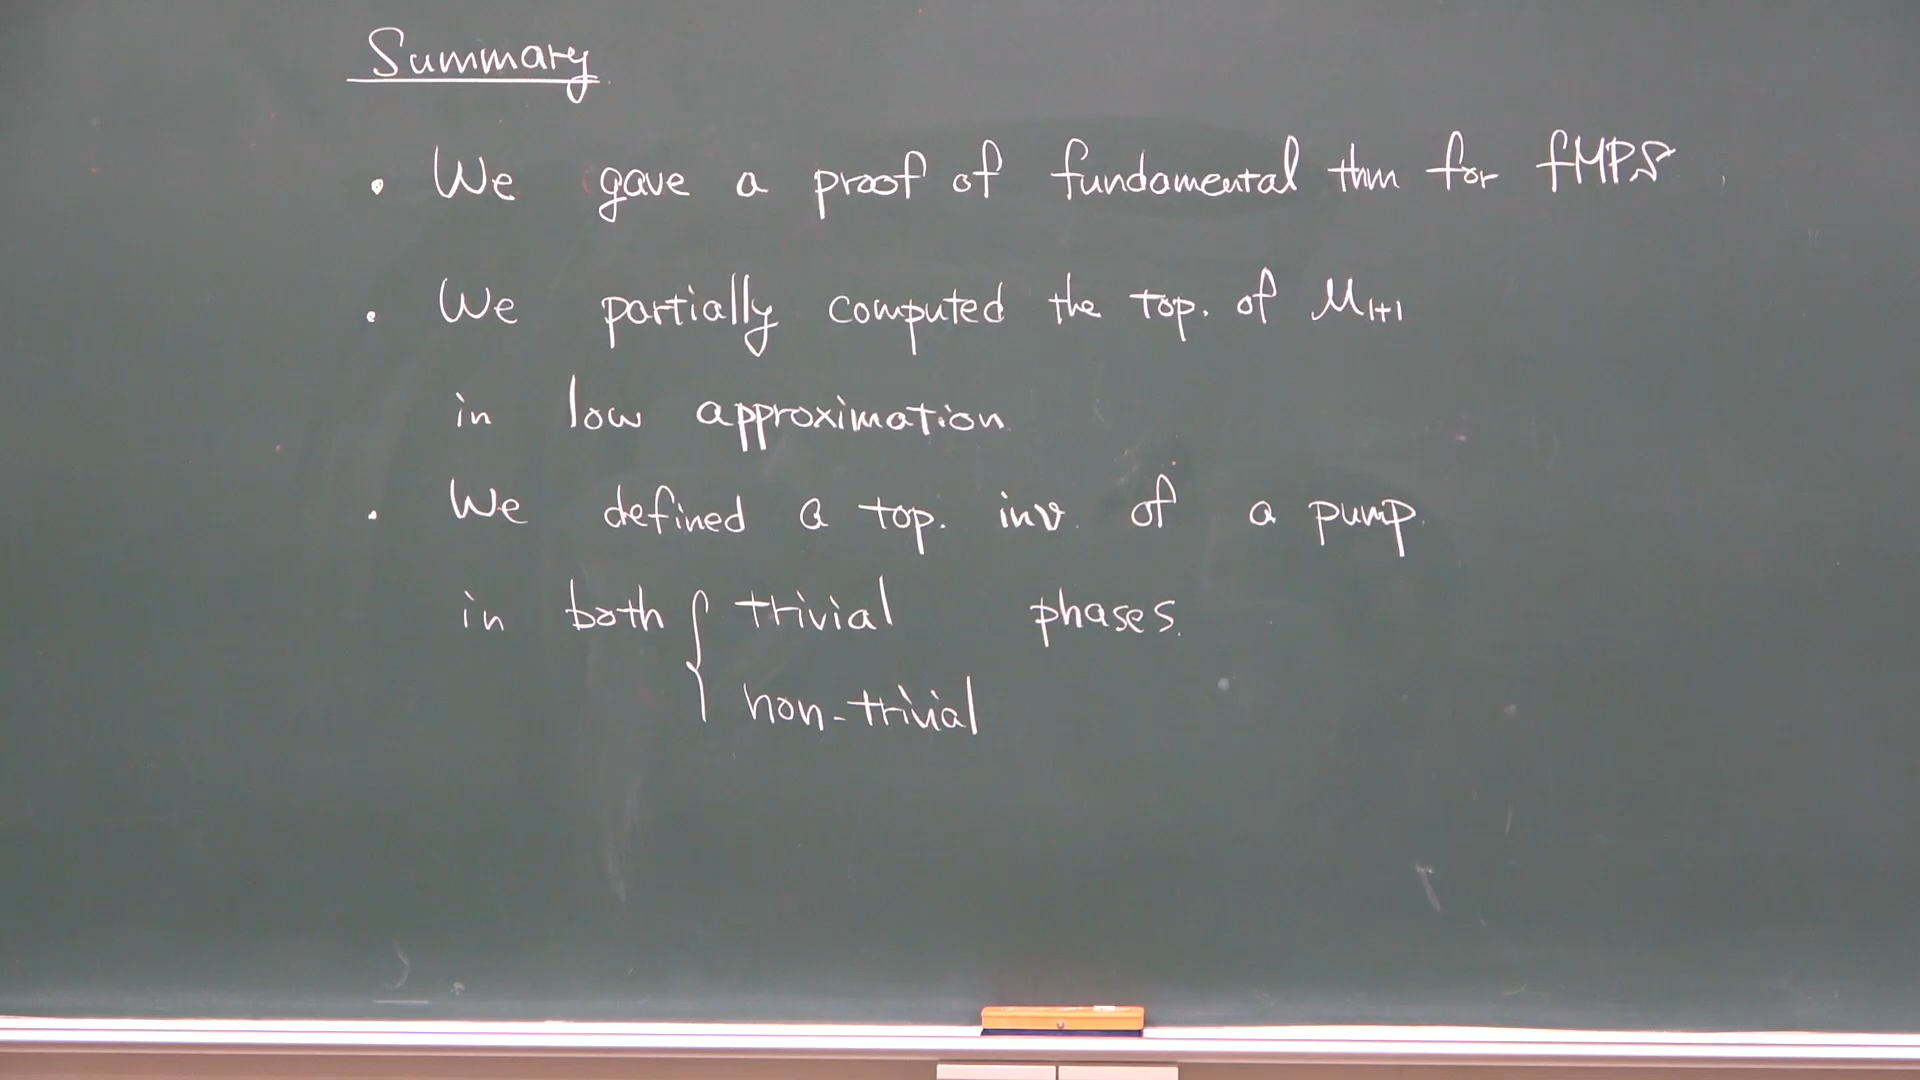 Summary
• We gave a proof of fundamental thm for fMPS
• We partially computed the top. of M1+1
in low approximation
• We defined a top. inv. of a pump
in both { trivial phases.
non-trivial